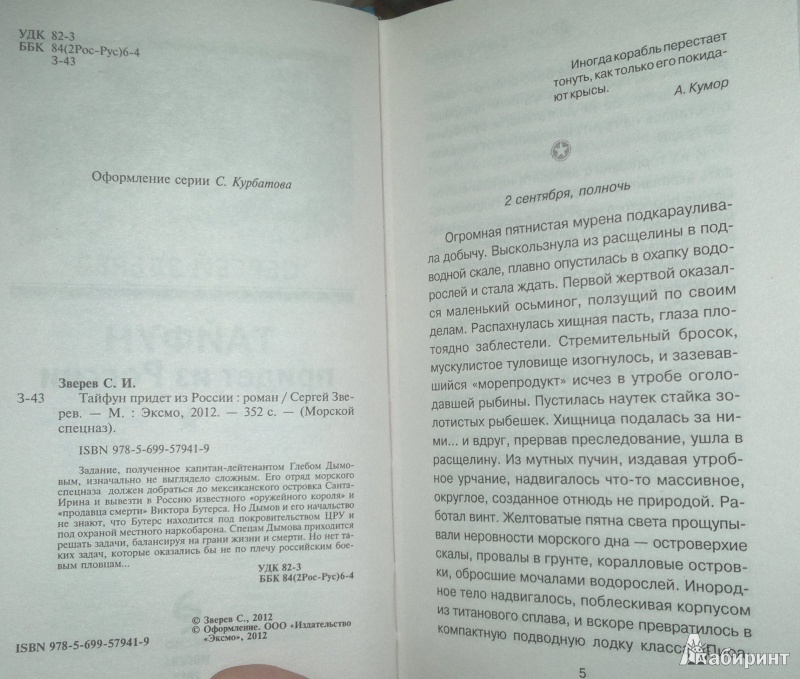 УДК 82-3
ББК 84(2Рос-Рус)6-4
З-43
Оформление серии С. Курбатова
Зверев С. И.
З-43 Тайфун придет из России : роман / Сергей Зве-
рев. — М. : Эксмо, 2012. — 352 с. — (Морской
спецназ).
ISBN 978-5-699-57941-9
Задание, полученное капитан-лейтенантом Глебом Дымо-
вым, изначально не выглядело сложным. Его отряд морского
спецназа должен добраться до мексиканского островка Санта-
Ирина и вывезти в Россию известного «оружейного короля» и
«продавца смерти» Виктора Бутерса. Но Дымов и его начальство
не знают, что Бутерс находится под покровительством ЦРУ и
под охраной местного наркобарона. Спецам Дымова приходится
решать задачи, балансируя на грани жизни и смерти. Но нет
таких задач, которые оказались бы не по плечу российским бое-
вым пловцам...
УДК 82-3
ББК 84(2Рос-Рус)6-4
© Зверев С., 2012
© Оформление. ООО «Издательство
«Эксмо», 2012
ISBN 978-5-699-57941-9
Иногда корабль перестает
тонуть, как только его покида-
ют крысы.
А. Кумор
2 сентября, полночь
Огромная пятнистая мурена подкараулива-
ла добычу. Выскользнула из расщелины в под-
водной скале, плавно опустилась в охапку водо-
рослей и стала ждать. Первой жертвой оказал-
ся маленький осьминог, ползущий по своим
делам. Распахнулась хищная пасть, глаза пло-
тоядно заблестели. Стремительный бросок,
мускулистое туловище изогнулось, и зазевав-
шийся «морепродукт» исчез в утробе оголо-
давшей рыбины. Пустилась наутек стайка зо-
лотистых рыбешек. Хищница подалась за ни-
ми... и вдруг, прервав преследование, ушла в
расщелину. Из мутных пучин, издавая утроб-
ное урчание, надвигалось что-то массивное,
округлое, созданное отнюдь не природой. Ра-
ботал винт. Желтоватые пятна света прощупы-
вали неровности морского дна — островерхие
скалы, провалы в грунте, коралловые остров-
ки, обросшие мочалами водорослей. Инород-
ное тело надвигалось, поблескивая корпусом
из титанового сплава, и вскоре превратилось в
компактную подводную лодку класса
5
Лабиринт